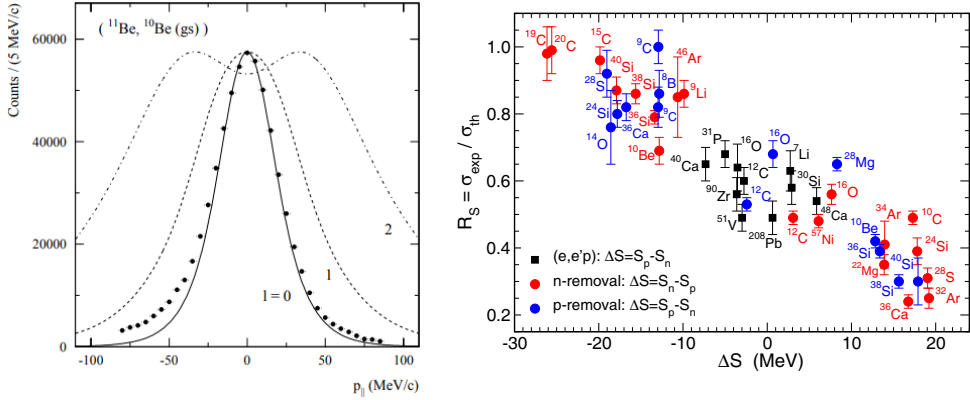 ( ¹¹Be, ¹⁰Be (gs) )
Counts / (5 MeV/c)
60000
40000
20000
0
2
1
l = 0
-100 -50 0 50 100
p|| (MeV/c)
R_S = σ_exp / σ_th
1.0
0.8
0.6
0.4
0.2
0.0
¹⁹C ²⁰C ¹⁵C ⁹C ⁴⁶Ar
⁴⁰Si
²⁸S ³⁸Si ⁸B ⁹Li
²⁴Si ³⁶Si ⁹C
³⁶Ca
¹⁴O
¹⁰Be
³¹P ¹⁶O ¹⁶O ⁷Li ²⁸Mg
⁴⁰Ca ¹²C ³⁰Si
⁹⁰Zr ¹²C ¹⁶O
⁵¹V ⁴⁸Ca
²⁰⁸Pb ¹²C ⁵⁷Ni
³⁴Ar ¹⁰C
¹⁰Be
³⁶Si ⁴⁰Si ²⁴Si
²²Mg
³⁸Si ²⁸S
³²Ar
³⁶Ca
(e,e'p): ΔS=S_p-S_n
n-removal: ΔS=S_n-S_p
p-removal: ΔS=S_p-S_n
-30 -20 -10 0 10 20
ΔS (MeV)